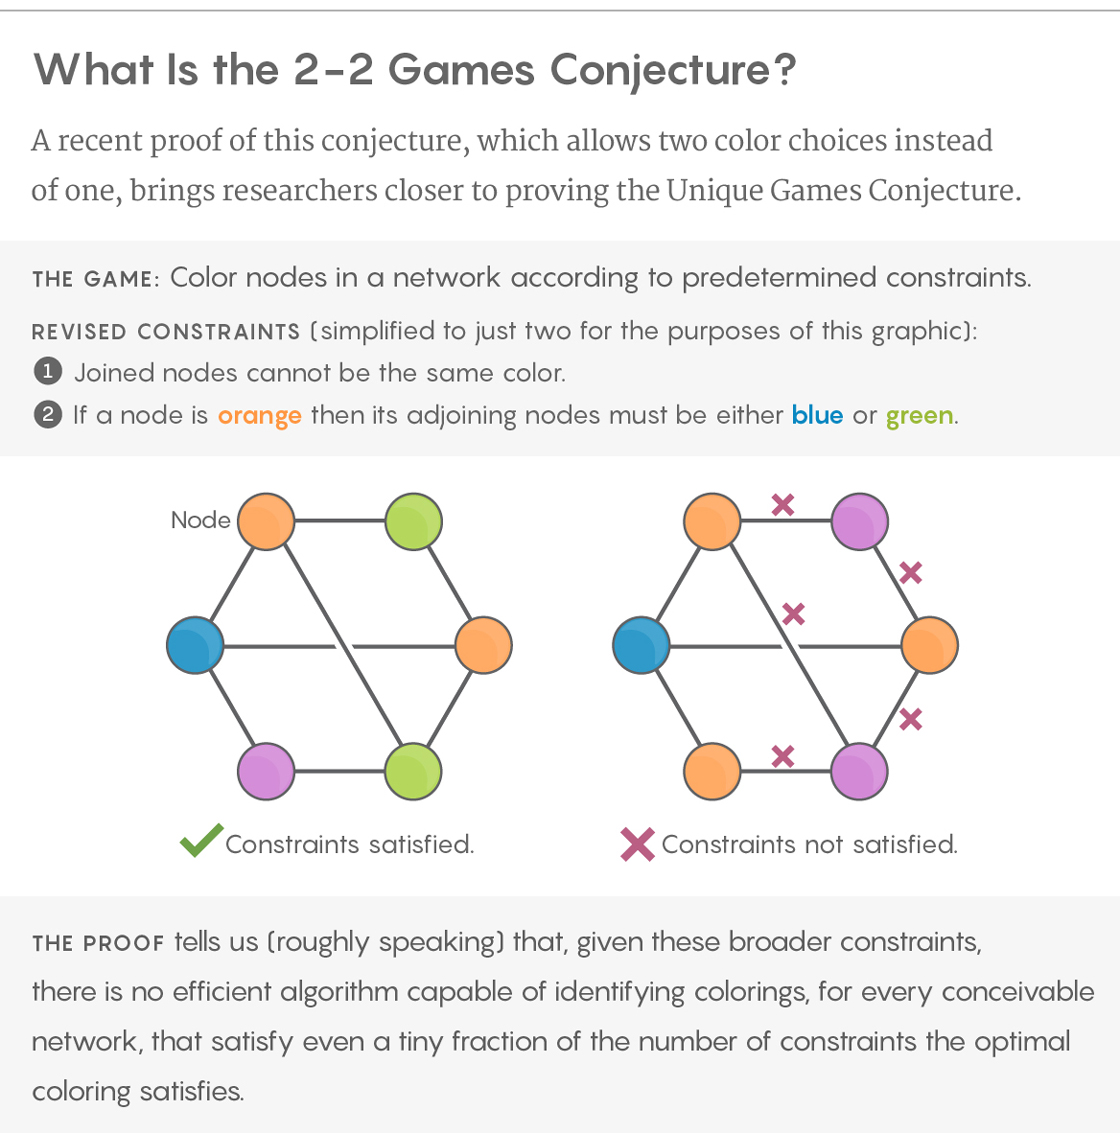 What Is the 2-2 Games Conjecture?
A recent proof of this conjecture, which allows two color choices instead
of one, brings researchers closer to proving the Unique Games Conjecture.
THE GAME: Color nodes in a network according to predetermined constraints.
REVISED CONSTRAINTS (simplified to just two for the purposes of this graphic):
1 Joined nodes cannot be the same color.
2 If a node is orange then its adjoining nodes must be either blue or green.
Node
Constraints satisfied.
Constraints not satisfied.
THE PROOF tells us (roughly speaking) that, given these broader constraints,
there is no efficient algorithm capable of identifying colorings, for every conceivable
network, that satisfy even a tiny fraction of the number of constraints the optimal
coloring satisfies.